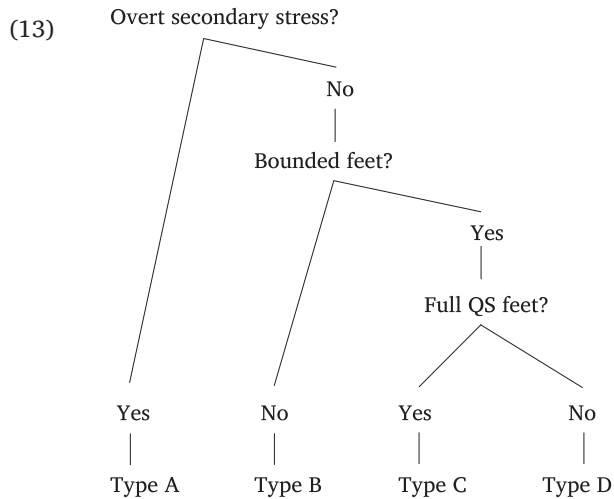 (13)
Overt secondary stress?
No
Bounded feet?
Yes
Full QS feet?
Yes No Yes No
Type A Type B Type C Type D